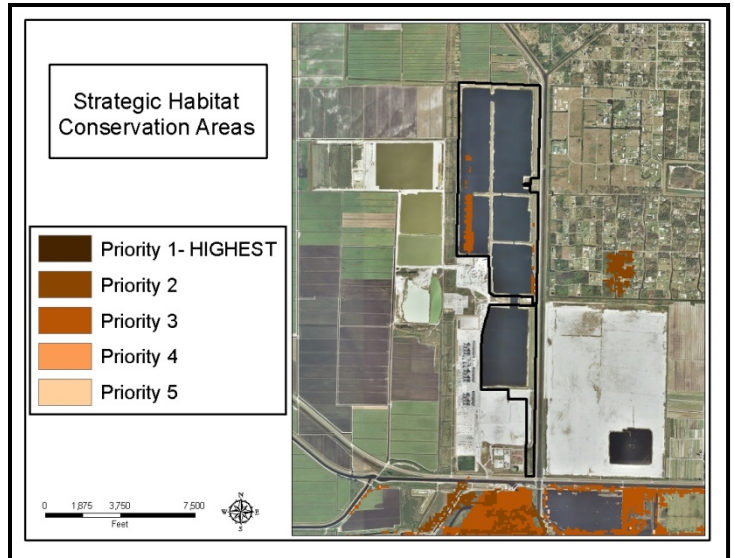 Strategic Habitat
Conservation Areas
Priority 1- HIGHEST
Priority 2
Priority 3
Priority 4
Priority 5
0 1,875 3,750 7,500
Feet
N
W E
S